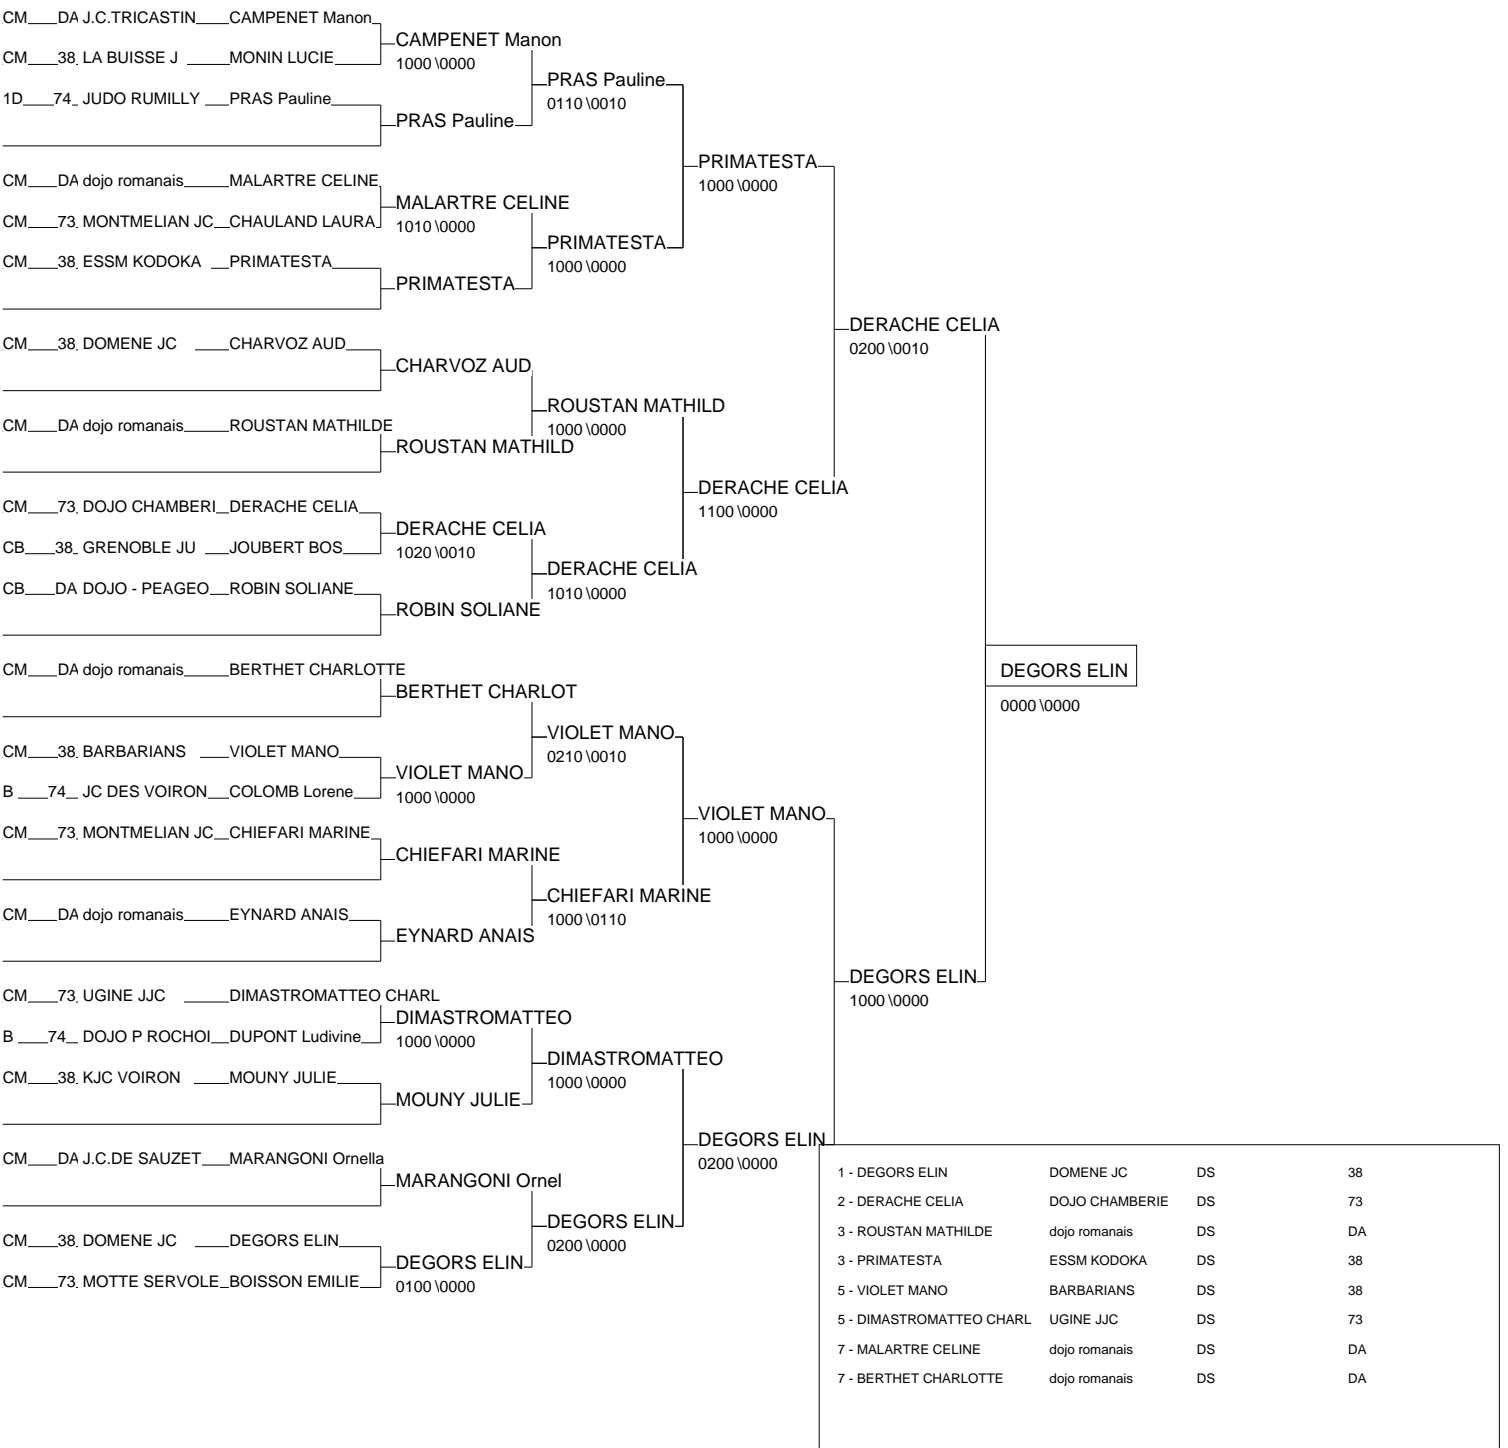 CM DA J.C.TRICASTIN CAMPENET Manon
CAMPENET Manon
CM 38 LA BUISSE J MONIN LUCIE
1000 \0000
PRAS Pauline
1D 74 JUDO RUMILLY PRAS Pauline
0110 \0010
PRAS Pauline
PRIMATESTA
CM DA dojo romanais MALARTRE CELINE
1000 \0000
MALARTRE CELINE
CM 73 MONTMELIAN JC CHAULAND LAURA
1010 \0000
PRIMATESTA
CM 38 ESSM KODOKA PRIMATESTA
1000 \0000
PRIMATESTA
DERACHE CELIA
CM 38 DOMENE JC CHARVOZ AUD
0200 \0010
CHARVOZ AUD
ROUSTAN MATHILD
CM DA dojo romanais ROUSTAN MATHILDE
1000 \0000
ROUSTAN MATHILD
DERACHE CELIA
CM 73 DOJO CHAMBERI DERACHE CELIA
1100 \0000
DERACHE CELIA
CB 38 GRENOBLE JU JOUBERT BOS
1020 \0010
DERACHE CELIA
CB DA DOJO - PEAGEO ROBIN SOLIANE
1010 \0000
ROBIN SOLIANE
CM DA dojo romanais BERTHET CHARLOTTE
DEGORS ELIN
BERTHET CHARLOT
0000 \0000
VIOLET MANO
CM 38 BARBARIANS VIOLET MANO
0210 \0010
VIOLET MANO
B 74 JC DES VOIRON COLOMB Lorene
1000 \0000
VIOLET MANO
CM 73 MONTMELIAN JC CHIEFARI MARINE
1000 \0000
CHIEFARI MARINE
CHIEFARI MARINE
CM DA dojo romanais EYNARD ANAIS
1000 \0110
EYNARD ANAIS
DEGORS ELIN
CM 73 UGINE JJC DIMASTROMATTEO CHARL
1000 \0000
DIMASTROMATTEO
B 74 DOJO P ROCHOI DUPONT Ludivine
1000 \0000
DIMASTROMATTEO
CM 38 KJC VOIRON MOUNY JULIE
1000 \0000
MOUNY JULIE
DEGORS ELIN
CM DA J.C.DE SAUZET MARANGONI Ornella
0200 \0000
MARANGONI Ornel
DEGORS ELIN
CM 38 DOMENE JC DEGORS ELIN
0200 \0000
DEGORS ELIN
CM 73 MOTTE SERVOLE BOISSON EMILIE
0100 \0000
1 - DEGORS ELIN DOMENE JC DS 38
2 - DERACHE CELIA DOJO CHAMBERIE DS 73
3 - ROUSTAN MATHILDE dojo romanais DS DA
3 - PRIMATESTA ESSM KODOKA DS 38
5 - VIOLET MANO BARBARIANS DS 38
5 - DIMASTROMATTEO CHARL UGINE JJC DS 73
7 - MALARTRE CELINE dojo romanais DS DA
7 - BERTHET CHARLOTTE dojo romanais DS DA